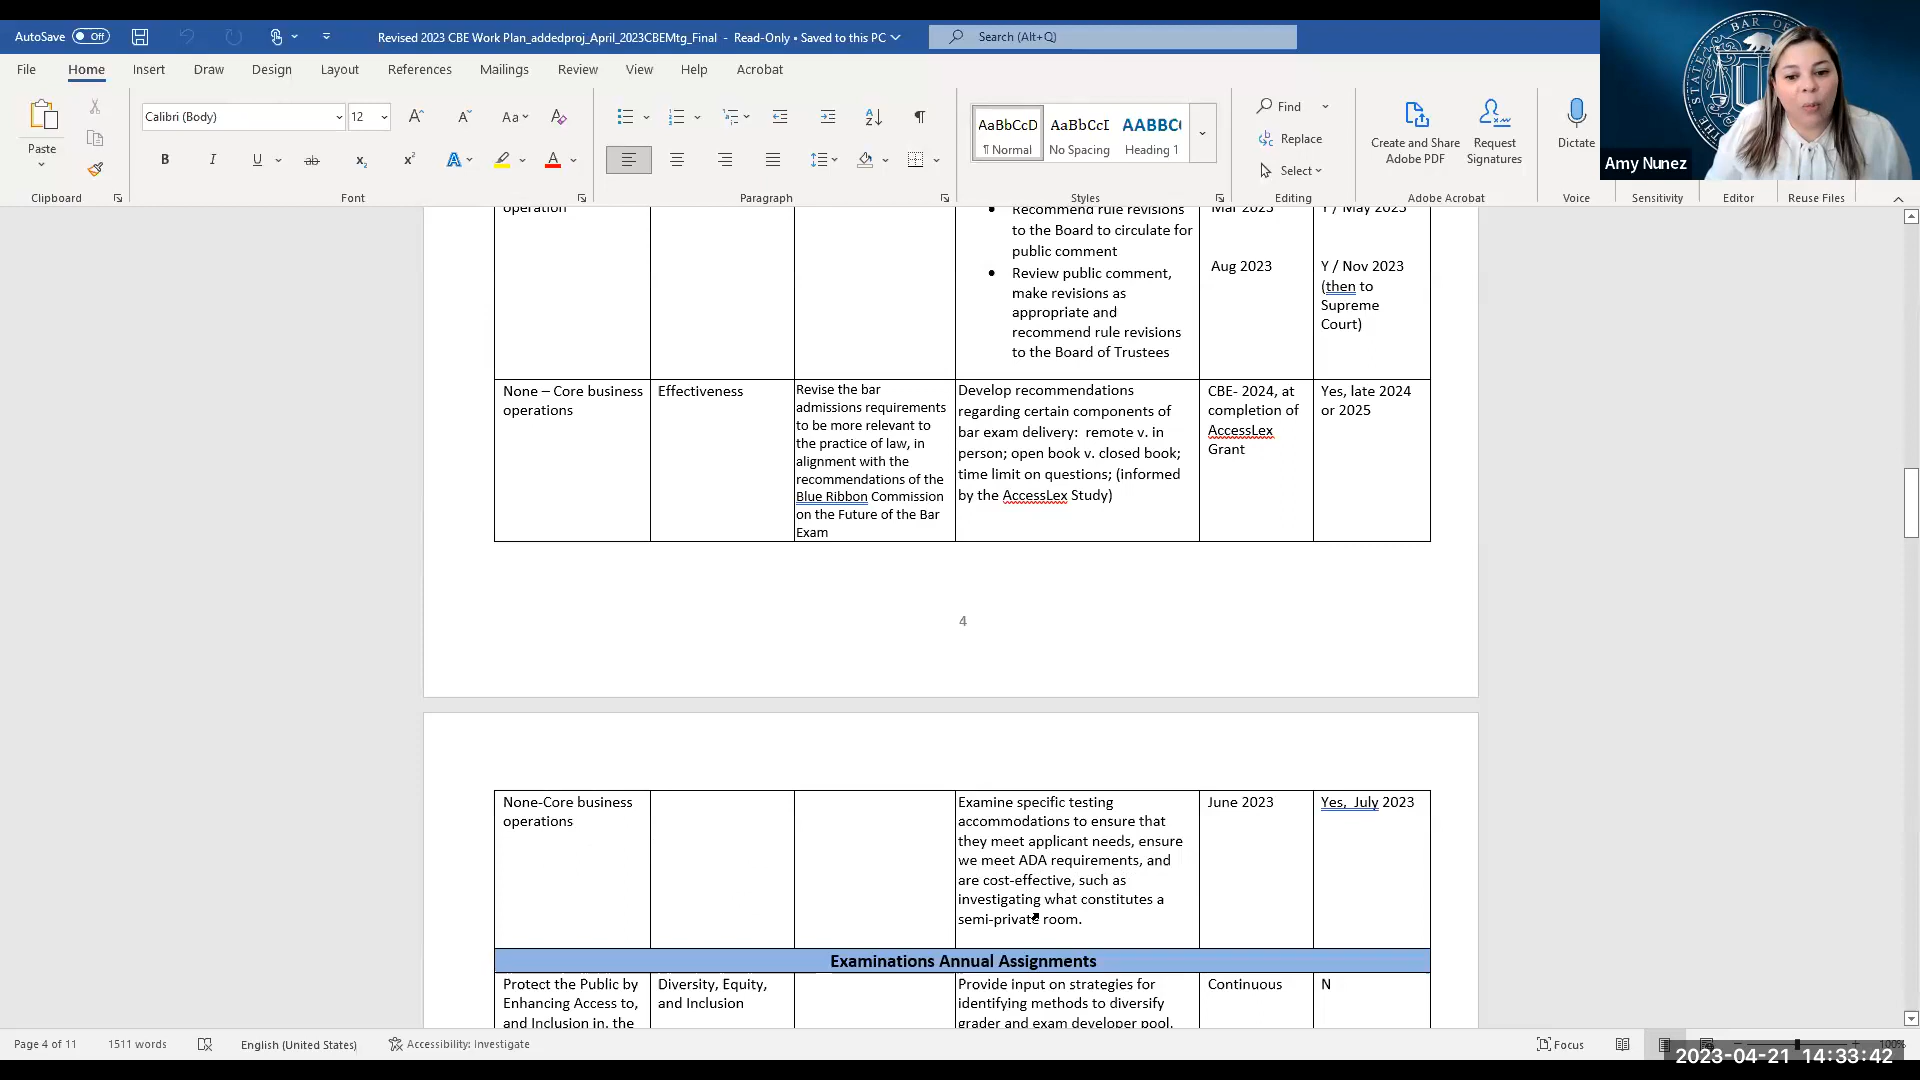 AutoSave Off
Revised 2023 CBE Work Plan_addedproj_April_2023CBEMtg_Final - Read-Only • Saved to this PC
Search (Alt+Q)
File Home Insert Draw Design Layout References Mailings Review View Help Acrobat
Paste
Clipboard
Calibri (Body) 12
Font
Paragraph
AaBbCcD AaBbCcI AABBC
¶ Normal No Spacing Heading 1
Styles
Find
Replace
Select
Editing
Create and Share Adobe PDF
Request Signatures
Adobe Acrobat
Dictate
Voice
Sensitivity
Editor
Reuse Files
THE STATE BAR OF
Amy Nunez
operation
• Recommend rule revisions
to the Board to circulate for
public comment
Mar 2023
Y / May 2023
• Review public comment,
make revisions as
appropriate and
recommend rule revisions
to the Board of Trustees
Aug 2023
Y / Nov 2023
(then to
Supreme
Court)
None – Core business
operations
Effectiveness
Revise the bar
admissions requirements
to be more relevant to
the practice of law, in
alignment with the
recommendations of the
Blue Ribbon Commission
on the Future of the Bar
Exam
Develop recommendations
regarding certain components of
bar exam delivery: remote v. in
person; open book v. closed book;
time limit on questions; (informed
by the AccessLex Study)
CBE- 2024, at
completion of
AccessLex
Grant
Yes, late 2024
or 2025
4
None-Core business
operations
Examine specific testing
accommodations to ensure that
they meet applicant needs, ensure
we meet ADA requirements, and
are cost-effective, such as
investigating what constitutes a
semi-private room.
June 2023
Yes, July 2023
Examinations Annual Assignments
Protect the Public by
Enhancing Access to,
and Inclusion in, the
Diversity, Equity,
and Inclusion
Provide input on strategies for
identifying methods to diversify
grader and exam developer pool.
Continuous
N
Page 4 of 11 1511 words English (United States) Accessibility: Investigate
Focus 100%
2023-04-21 14:33:42